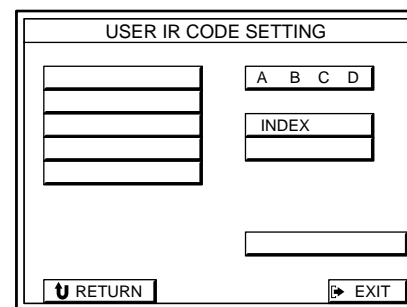 USER IR CODE SETTING
A B C D
INDEX
RETURN
EXIT